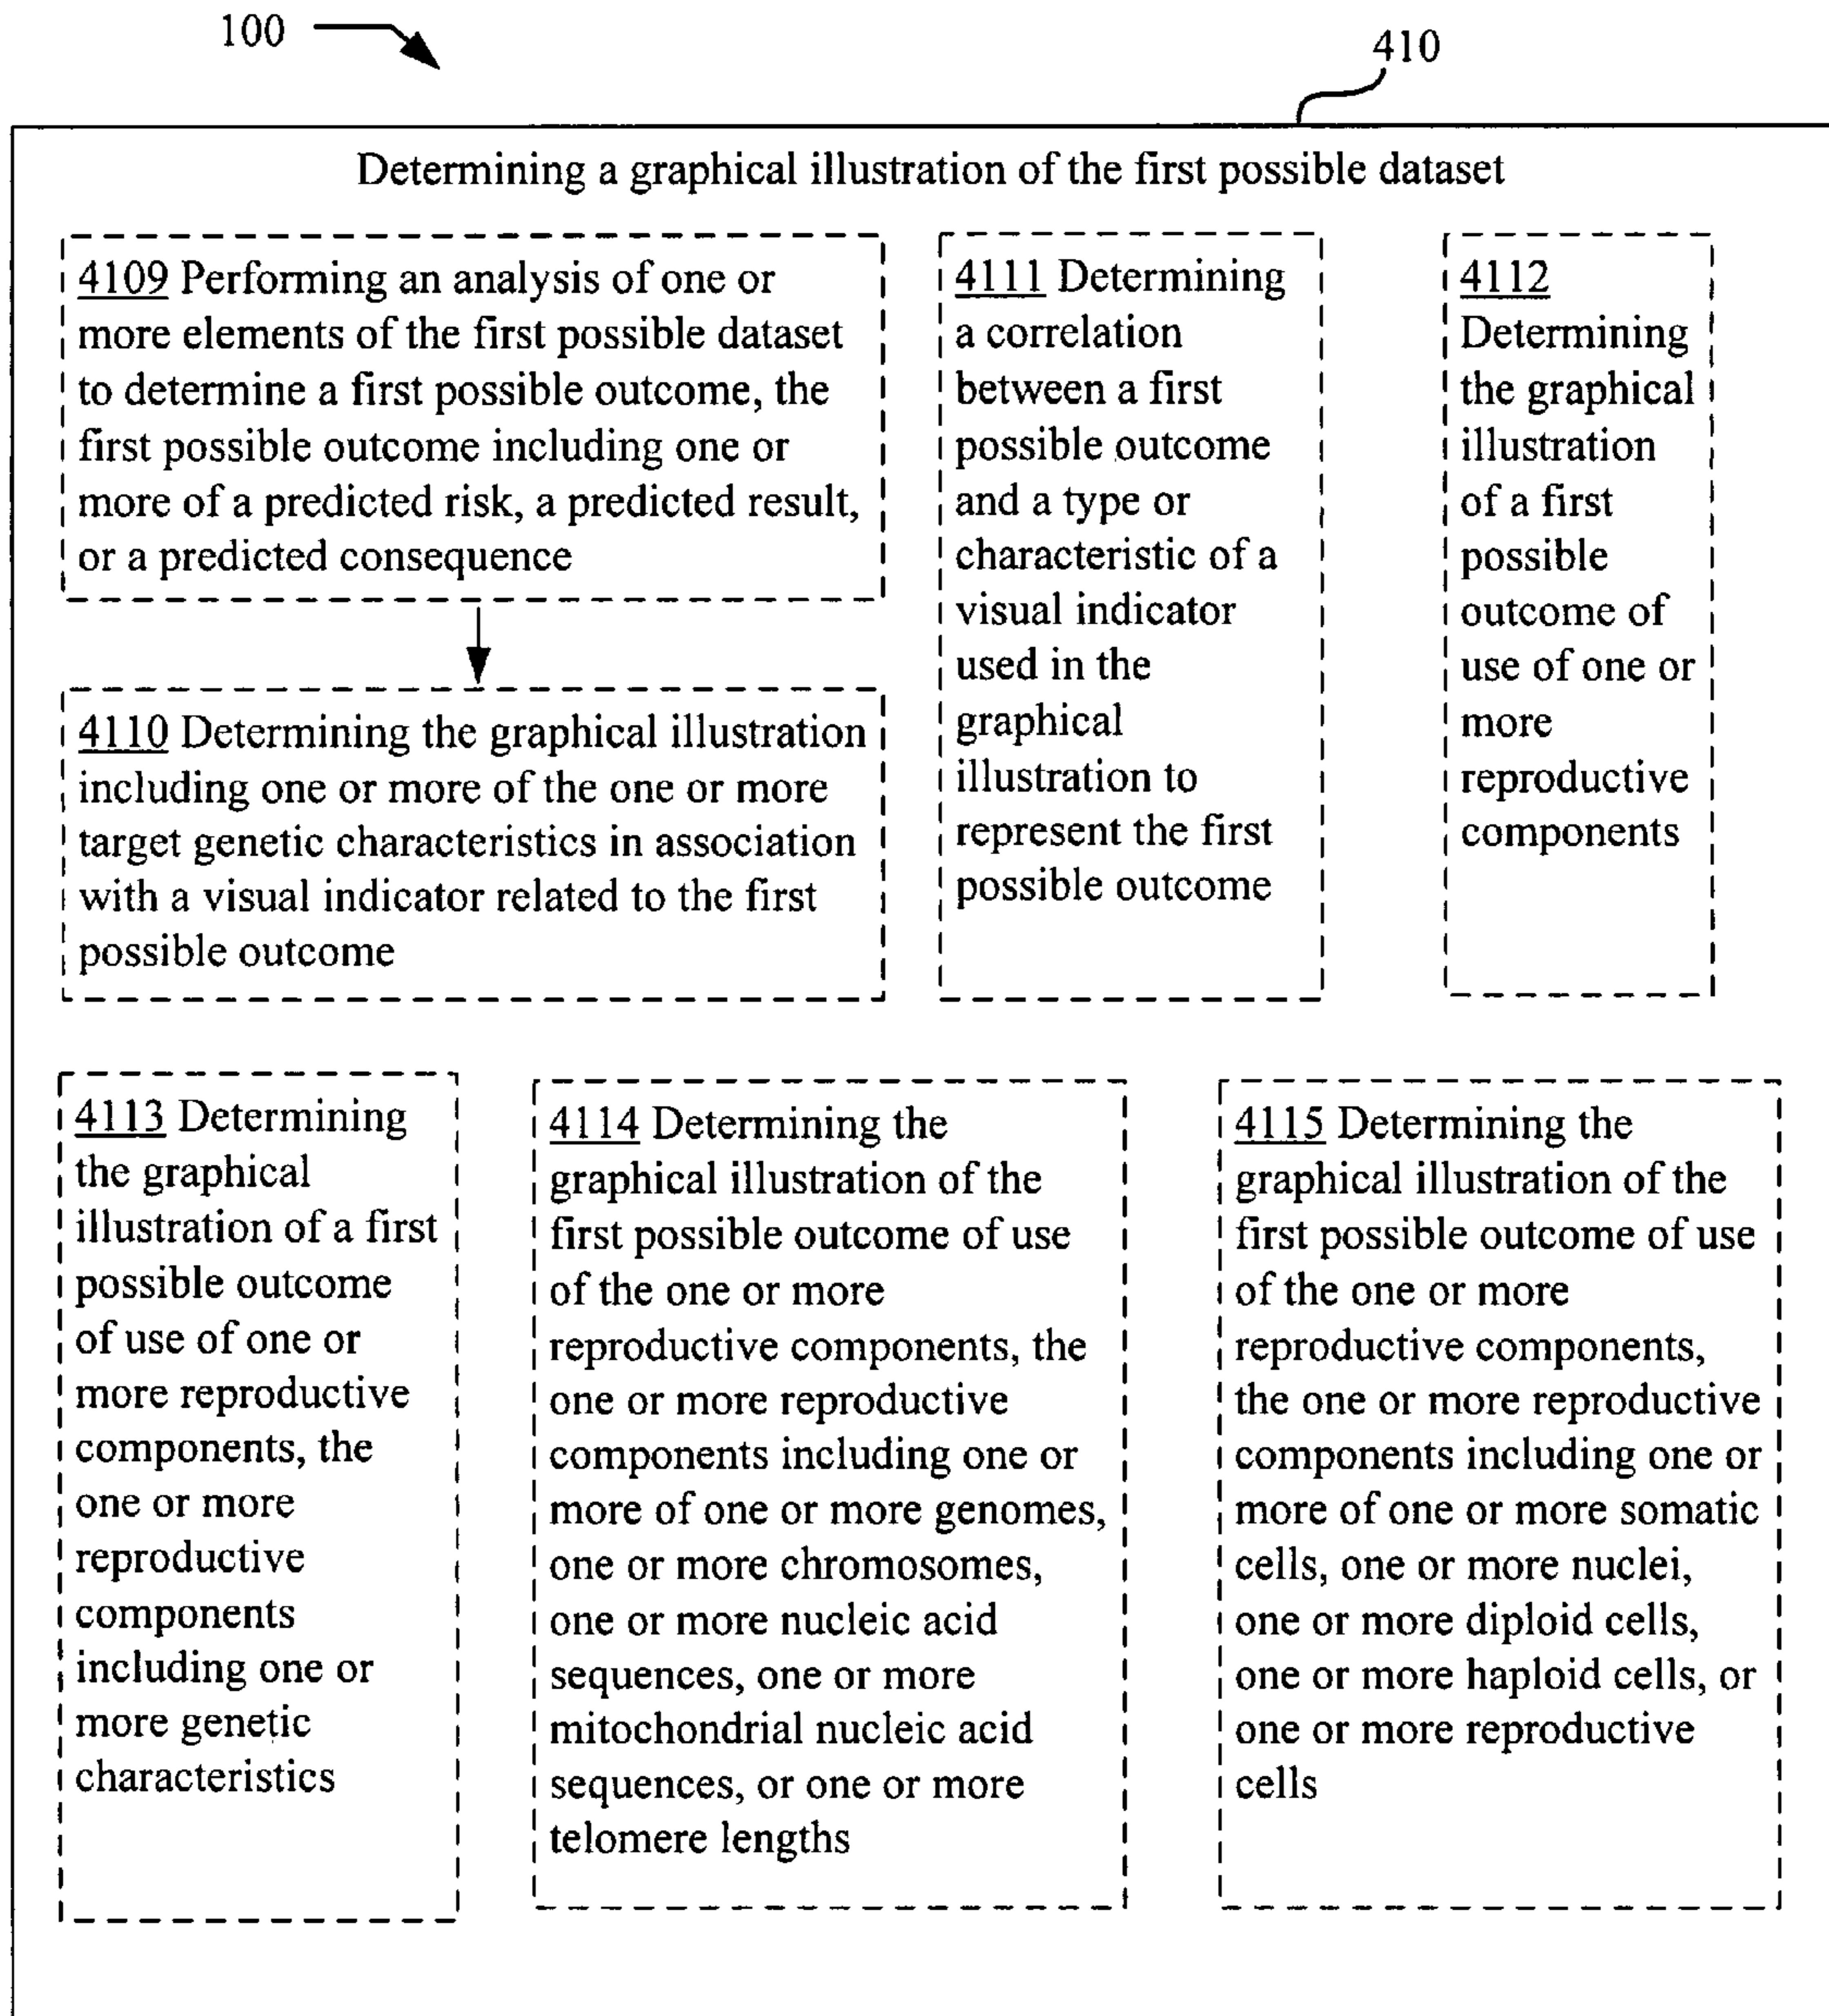 100
410
Determining a graphical illustration of the first possible dataset
4109 Performing an analysis of one or
more elements of the first possible dataset
to determine a first possible outcome, the
first possible outcome including one or
more of a predicted risk, a predicted result,
or a predicted consequence
4110 Determining the graphical illustration
including one or more of the one or more
target genetic characteristics in association
with a visual indicator related to the first
possible outcome
4111 Determining
a correlation
between a first
possible outcome
and a type or
characteristic of a
visual indicator
used in the
graphical
illustration to
represent the first
possible outcome
4112
Determining
the graphical
illustration
of a first
possible
outcome of
use of one or
more
reproductive
components
4113 Determining
the graphical
illustration of a first
possible outcome
of use of one or
more reproductive
components, the
one or more
reproductive
components
including one or
more genetic
characteristics
4114 Determining the
graphical illustration of the
first possible outcome of use
of the one or more
reproductive components, the
one or more reproductive
components including one or
more of one or more genomes,
one or more chromosomes,
one or more nucleic acid
sequences, one or more
mitochondrial nucleic acid
sequences, or one or more
telomere lengths
4115 Determining the
graphical illustration of the
first possible outcome of use
of the one or more
reproductive components,
the one or more reproductive
components including one or
more of one or more somatic
cells, one or more nuclei,
one or more diploid cells,
one or more haploid cells, or
one or more reproductive
cells